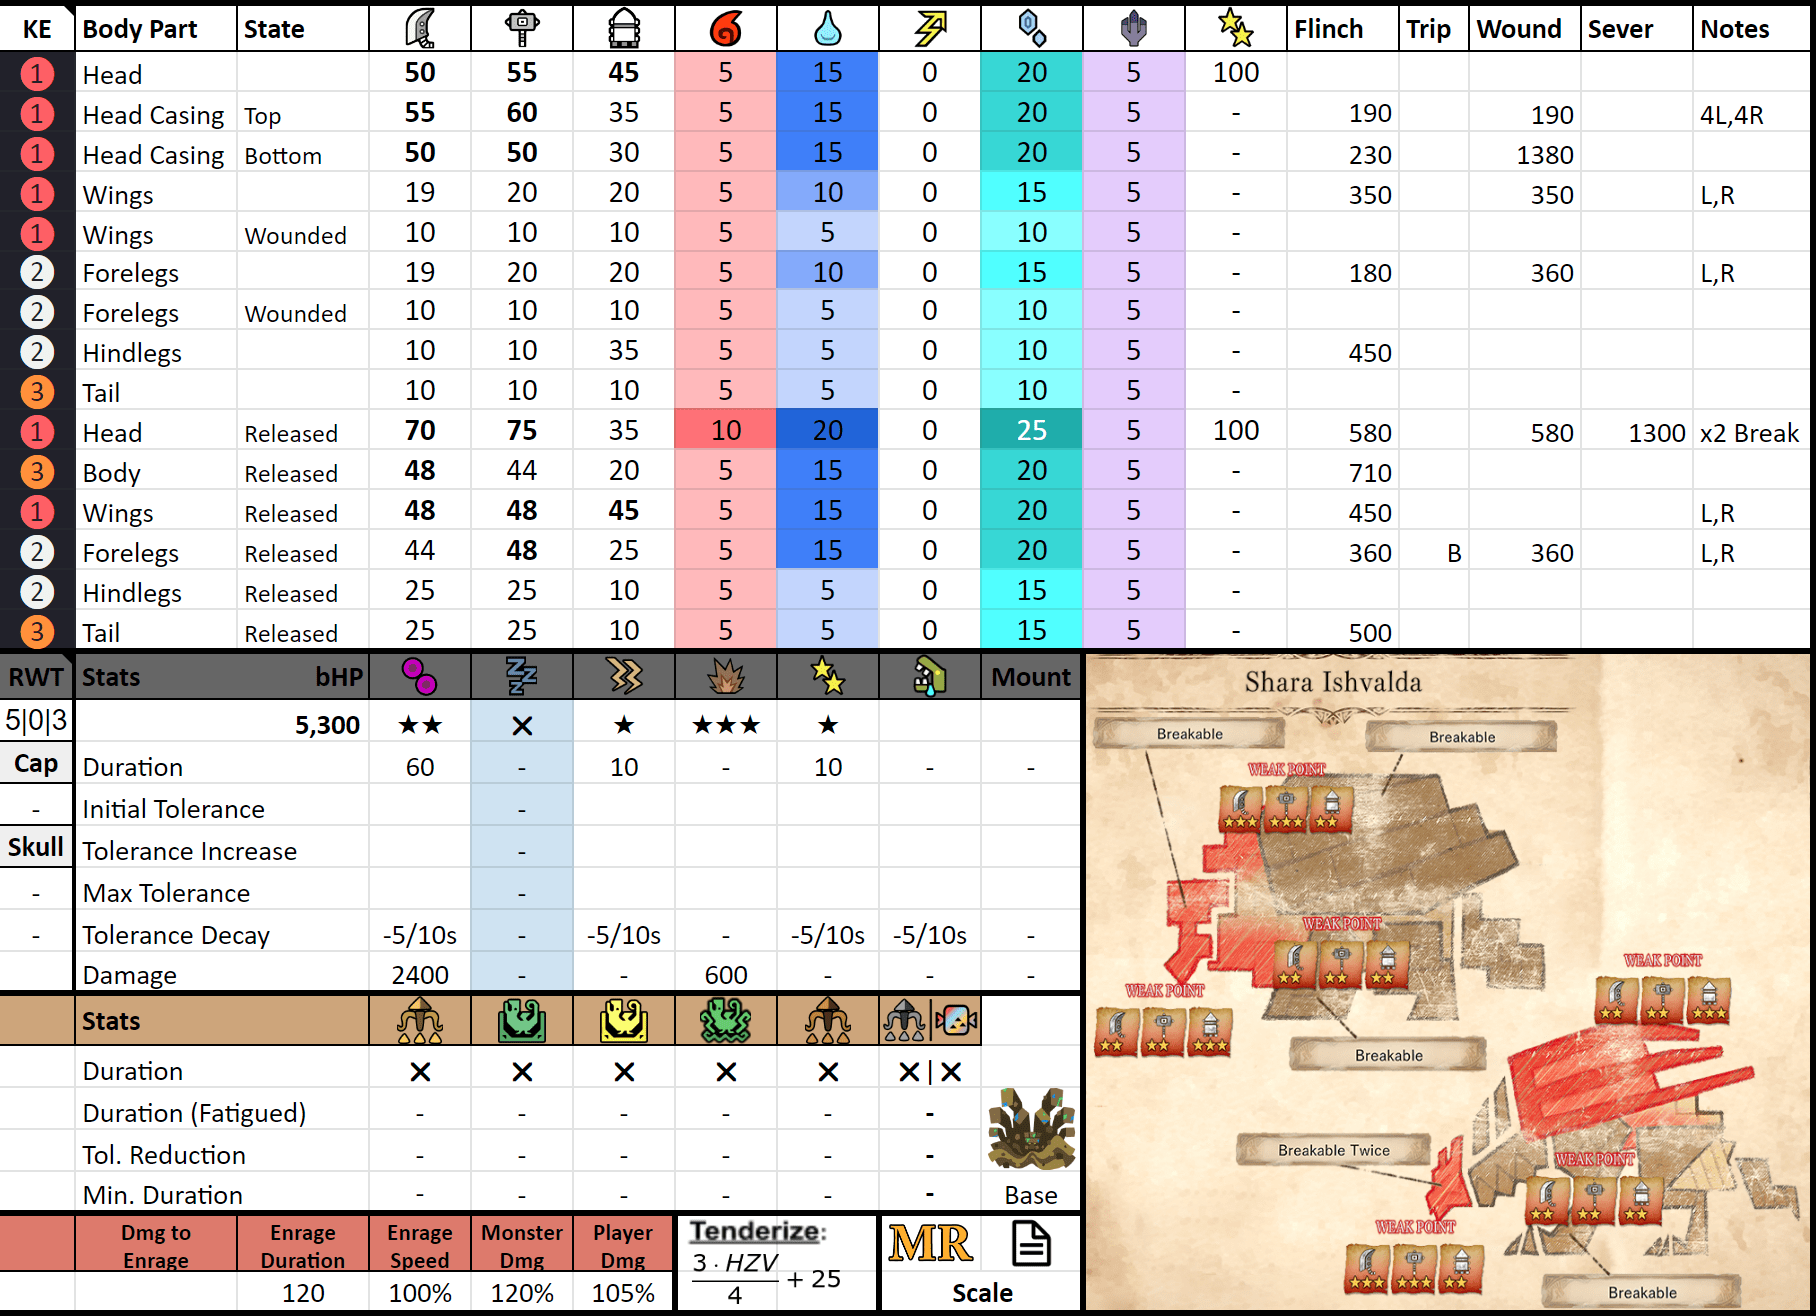 KE Body Part State Flinch Trip Wound Sever Notes
1 Head 50 55 45 5 15 0 20 5 100
1 Head Casing Top 55 60 35 5 15 0 20 5 - 190 190 4L,4R
1 Head Casing Bottom 50 50 30 5 15 0 20 5 - 230 1380
1 Wings 19 20 20 5 10 0 15 5 - 350 350 L,R
1 Wings Wounded 10 10 10 5 5 0 10 5 -
2 Forelegs 19 20 20 5 10 0 15 5 - 180 360 L,R
2 Forelegs Wounded 10 10 10 5 5 0 10 5 -
2 Hindlegs 10 10 35 5 5 0 10 5 - 450
3 Tail 10 10 10 5 5 0 10 5 -
1 Head Released 70 75 35 10 20 0 25 5 100 580 580 1300 x2 Break
3 Body Released 48 44 20 5 15 0 20 5 - 710
1 Wings Released 48 48 45 5 15 0 20 5 - 450 L,R
2 Forelegs Released 44 48 25 5 15 0 20 5 - 360 B 360 L,R
2 Hindlegs Released 25 25 10 5 5 0 15 5 -
3 Tail Released 25 25 10 5 5 0 15 5 - 500
RWT Stats bHP Mount
5|0|3 5,300 ★★ ✕ ★ ★★★ ★
Cap Duration 60 - 10 - 10 - -
- Initial Tolerance -
Skull Tolerance Increase -
- Max Tolerance -
- Tolerance Decay -5/10s - -5/10s - -5/10s -5/10s -
Damage 2400 - - 600 - - -
Stats
Duration ✕ ✕ ✕ ✕ ✕ ✕|✕
Duration (Fatigued) - - - - - -
Tol. Reduction - - - - - -
Min. Duration - - - - - - Base
Dmg to Enrage Enrage Duration Enrage Speed Monster Dmg Player Dmg
120 100% 120% 105%
Tenderize:
3 · HZV
4
+ 25
MR
Scale
Shara Ishvalda
Breakable
Breakable
WEAK POINT
WEAK POINT
WEAK POINT
WEAK POINT
Breakable
Breakable Twice
WEAK POINT
WEAK POINT
Breakable